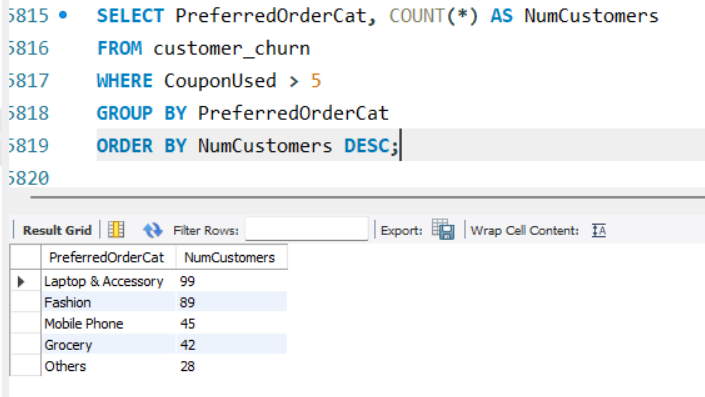 5815 SELECT PreferredOrderCat, COUNT(*) AS NumCustomers
5816 FROM customer_churn
5817 WHERE CouponUsed > 5
5818 GROUP BY PreferredOrderCat
5819 ORDER BY NumCustomers DESC;
5820
Result Grid Filter Rows: Export: Wrap Cell Content: IA
PreferredOrderCat NumCustomers
Laptop & Accessory 99
Fashion 89
Mobile Phone 45
Grocery 42
Others 28